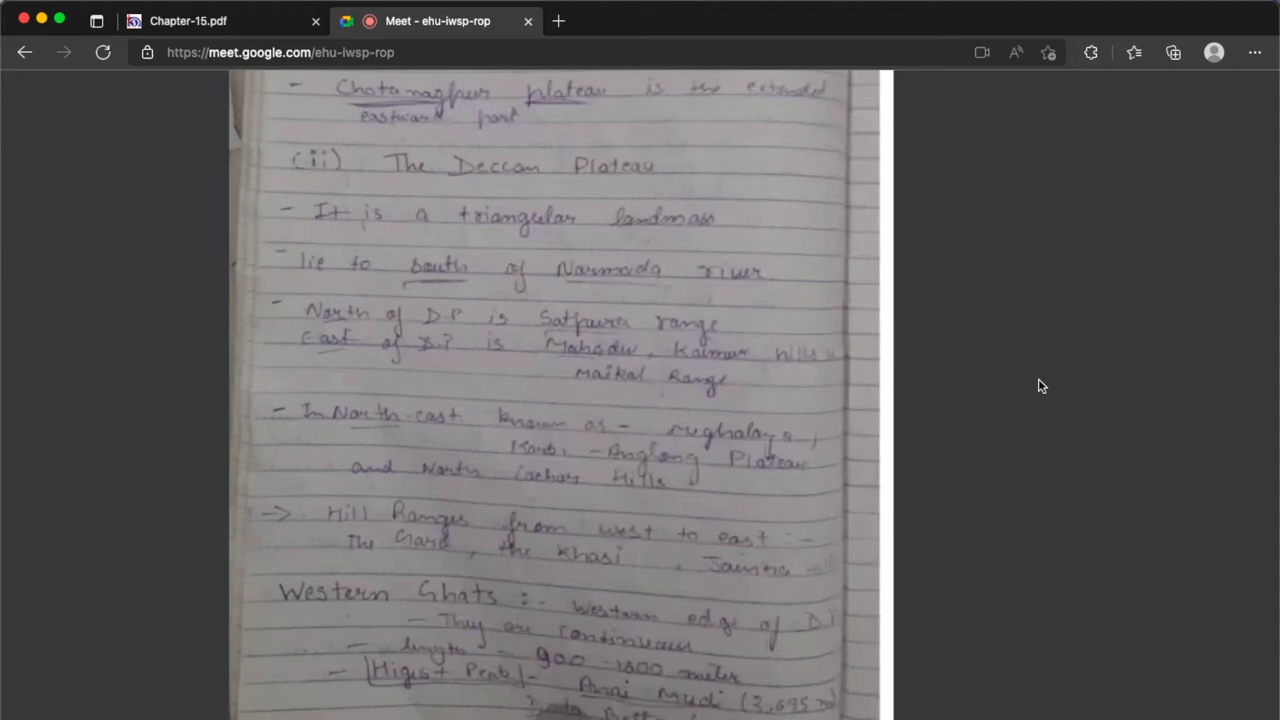 Chapter-15.pdf
Meet - ehu-iwsp-rop
https://meet.google.com/ehu-iwsp-rop
- Chotanagpur plateau is the extended
eastward part
(ii) The Deccan Plateau
- It is a triangular landmass
- lie to south of Narmada river
- North of D.P is Satpura range
East of D.P is Mahadev, Kaimur hills
Maikal Range
- In North-east known as - Meghalaya,
Karbi - Anglong Plateau
and North Cachar Hills
→ Hill Ranges from west to east :-
The Garo, the Khasi, Jaintia
Western Ghats :- Western edge of D.P
- They are continuous
- length - 900 -1600 meter
- Higest Peak - Anai Mudi (2,695 m)